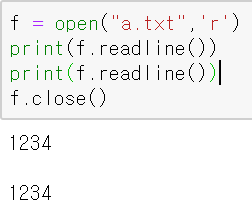 f = open("a.txt",'r')
print(f.readline())
print(f.readline())
f.close()
1234
1234